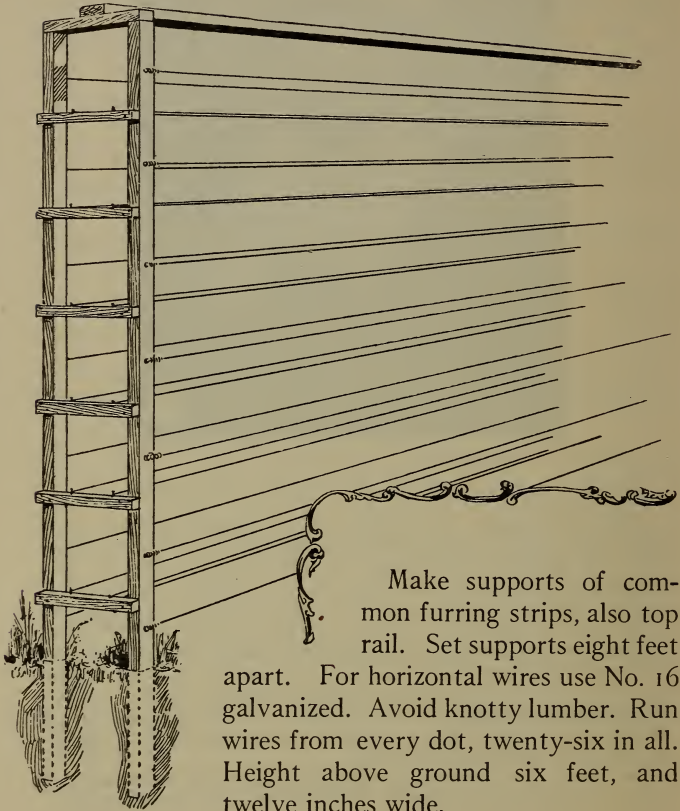 Make supports of com-
mon furring strips, also top
rail. Set supports eight feet
apart. For horizontal wires use No. 16
galvanized. Avoid knotty lumber. Run
wires from every dot, twenty-six in all.
Height above ground six feet, and
twelve inches wide.